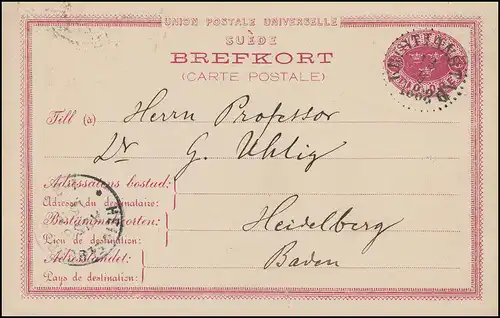 UNION POSTALE UNIVERSELLE
SUÈDE
BREFKORT
(CARTE POSTALE)
Till (à) Herrn Professor
Dr G. Uhlig
Adressatens bostad:
Adresse du destinataire:
Bestämmelseorten: Heidelberg
Lieu de destination:
Adresslandet: Baden
Pays de destination: